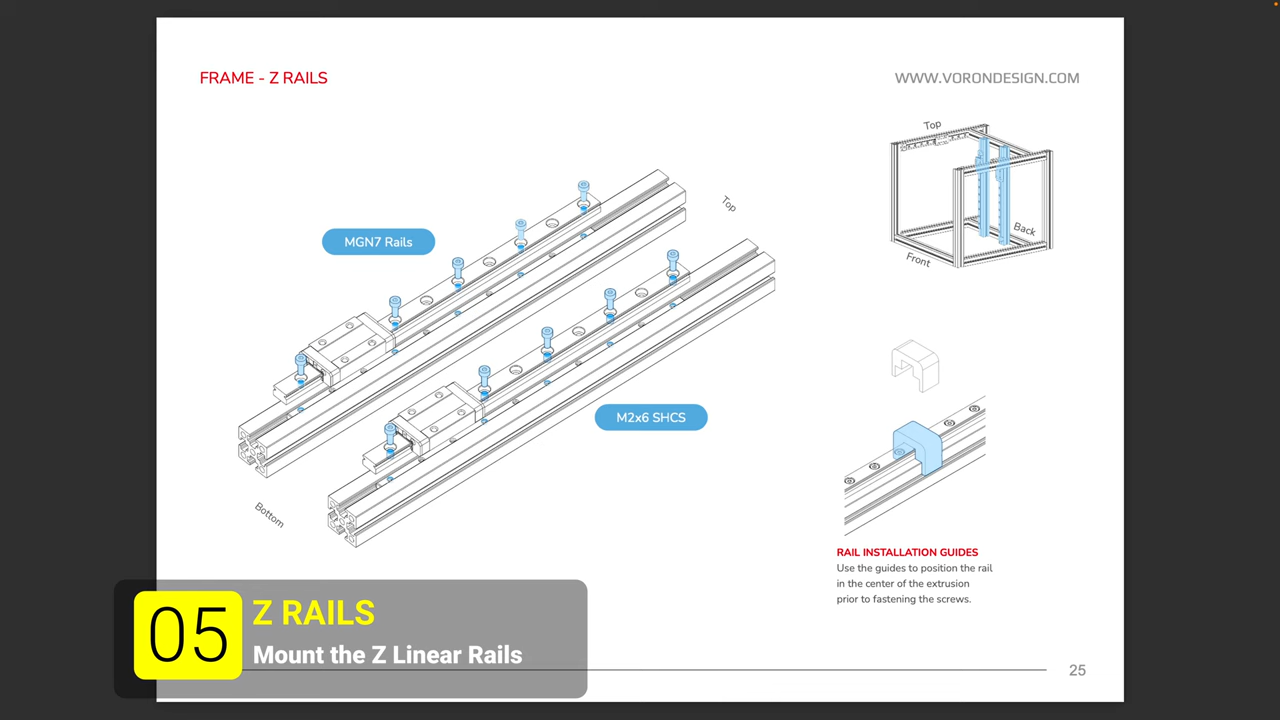 FRAME - Z RAILS
WWW.VORONDESIGN.COM
Top
Back
Front
Top
MGN7 Rails
M2x6 SHCS
Bottom
RAIL INSTALLATION GUIDES
Use the guides to position the rail
in the center of the extrusion
prior to fastening the screws.
05
Z RAILS
Mount the Z Linear Rails
25